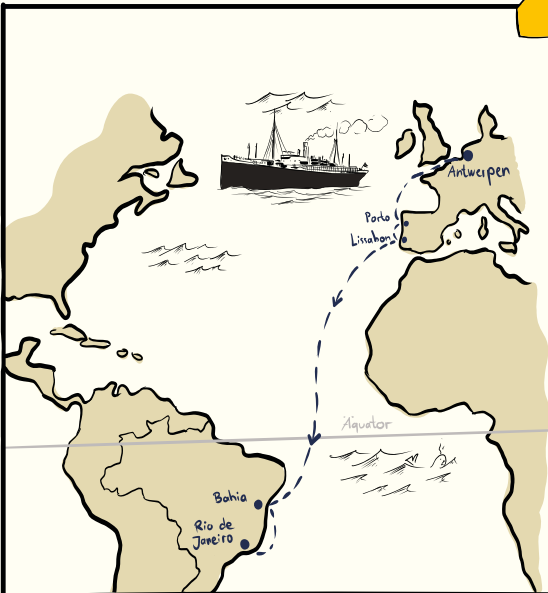 Antwerpen
Porto
Lissabon
Äquator
Bahia
Rio de
Janeiro